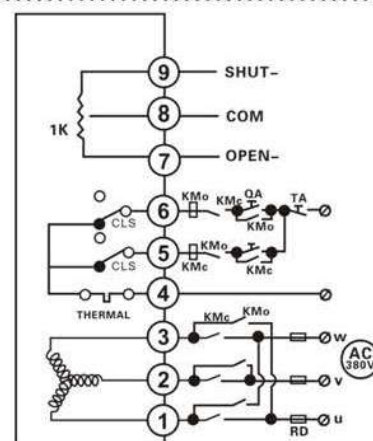 9 SHUT-
1K 8 COM
7 OPEN-
6 KMo KMc QA TA
CLS KMo
5 KMo
CLS KMc KMc
4
THERMAL
3 KMc KMo w
AC
380V
2 v
1 u
RD